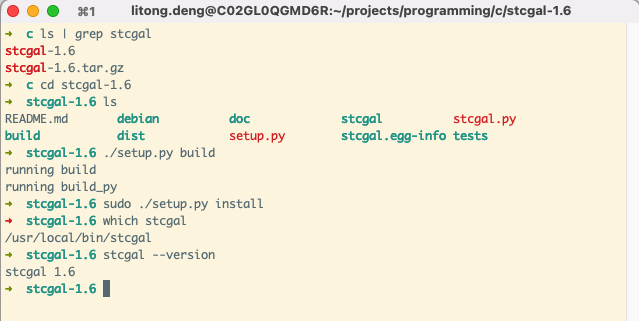 ⌘1 litong.deng@C02GL0QGMD6R:~/projects/programming/c/stcgal-1.6
➜ c ls | grep stcgal
stcgal-1.6
stcgal-1.6.tar.gz
➜ c cd stcgal-1.6
➜ stcgal-1.6 ls
README.md debian doc stcgal stcgal.py
build dist setup.py stcgal.egg-info tests
➜ stcgal-1.6 ./setup.py build
running build
running build_py
➜ stcgal-1.6 sudo ./setup.py install
➜ stcgal-1.6 which stcgal
/usr/local/bin/stcgal
➜ stcgal-1.6 stcgal --version
stcgal 1.6
➜ stcgal-1.6